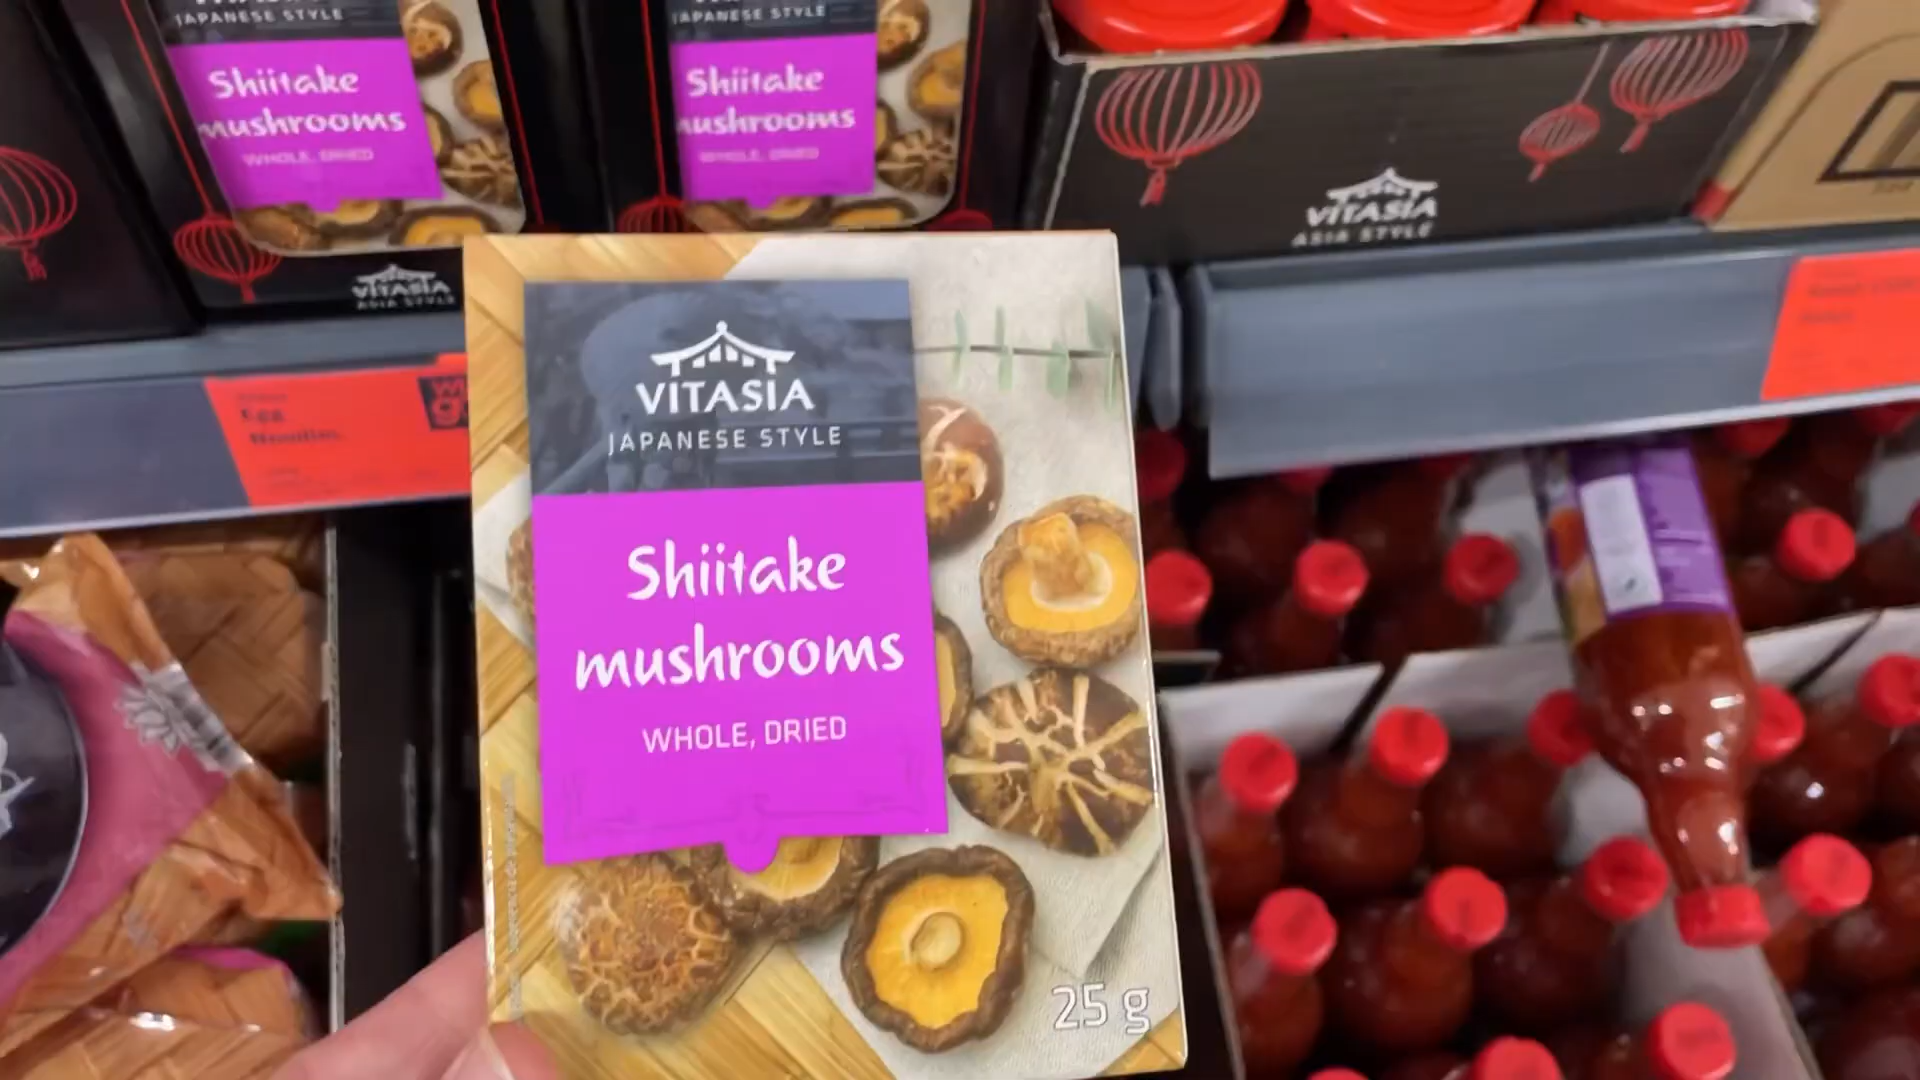 JAPANESE STYLE
Shiitake
mushrooms
WHOLE, DRIED
VITASIA
ASIA STYLE
JAPANESE STYLE
Shiitake
mushrooms
WHOLE, DRIED
VITASIA
ASIA STYLE
Egg
Noodles
VITASIA
JAPANESE STYLE
Shiitake
mushrooms
WHOLE, DRIED
25 g